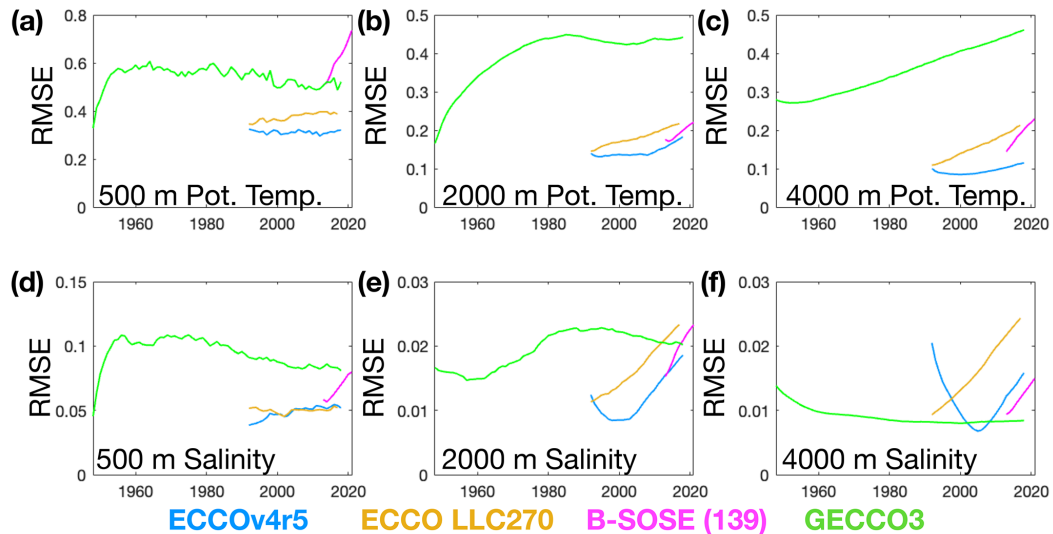 (a)
RMSE
0.8
0.6
0.4
0.2
0
500 m Pot. Temp.
1960
1980
2000
2020
(b)
RMSE
0.5
0.4
0.3
0.2
0.1
0
2000 m Pot. Temp.
1960
1980
2000
2020
(c)
RMSE
0.5
0.4
0.3
0.2
0.1
0
4000 m Pot. Temp.
1960
1980
2000
2020
(d)
RMSE
0.15
0.1
0.05
0
500 m Salinity
1960
1980
2000
2020
(e)
RMSE
0.03
0.02
0.01
0
2000 m Salinity
1960
1980
2000
2020
(f)
RMSE
0.03
0.02
0.01
0
4000 m Salinity
1960
1980
2000
2020
ECCOv4r5 ECCO LLC270 B-SOSE (139) GECCO3